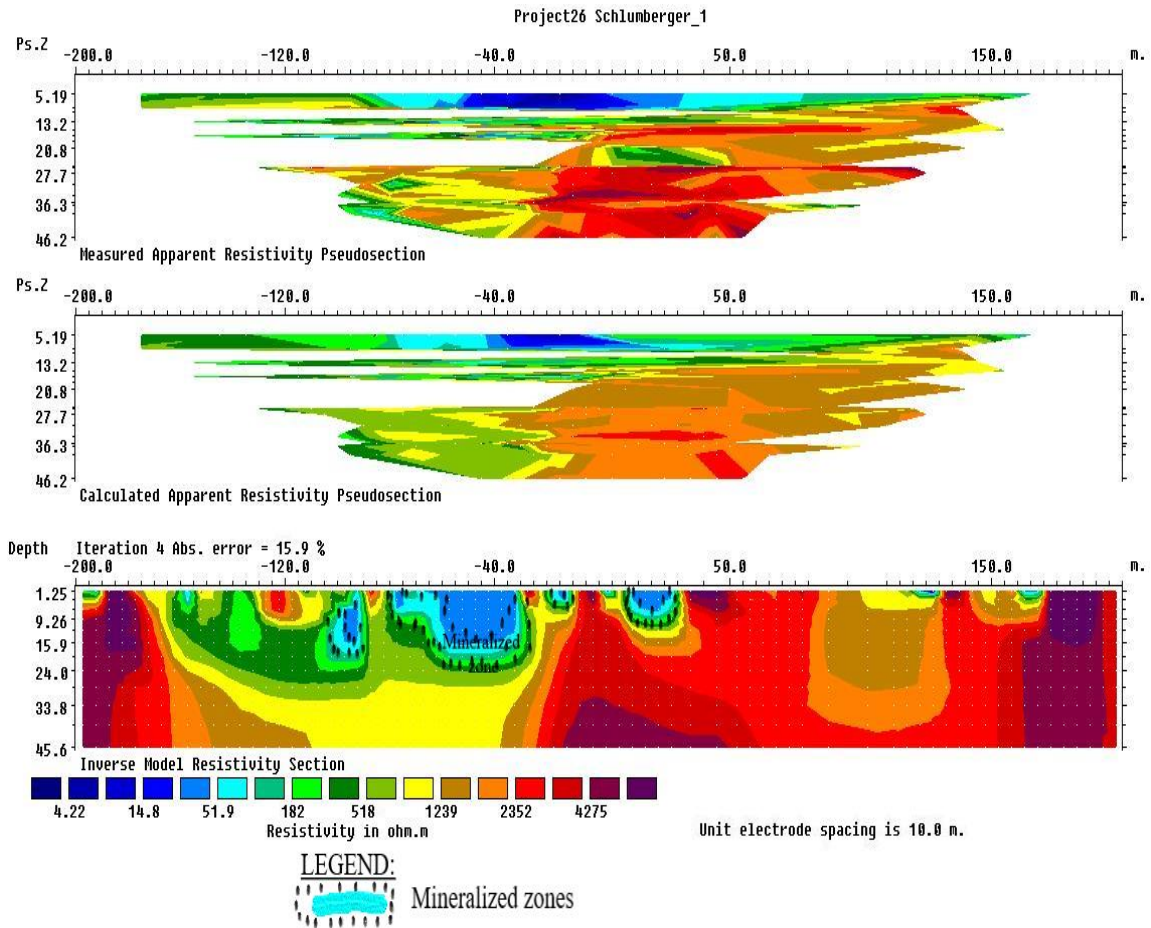 Project26 Schlumberger_1
Ps.Z -200.0 -120.0 -40.0 50.0 150.0 m.
5.19
13.2
20.8
27.7
36.3
46.2
Measured Apparent Resistivity Pseudosection
Ps.Z -200.0 -120.0 -40.0 50.0 150.0 m.
5.19
13.2
20.8
27.7
36.3
46.2
Calculated Apparent Resistivity Pseudosection
Depth Iteration 4 Abs. error = 15.9 %
-200.0 -120.0 -40.0 50.0 150.0 m.
1.25
9.26
15.9
Mineralized
zone
24.0
33.8
45.6
Inverse Model Resistivity Section
4.22 14.8 51.9 182 518 1239 2352 4275
Resistivity in ohm.m
Unit electrode spacing is 10.0 m.
LEGEND:
Mineralized zones